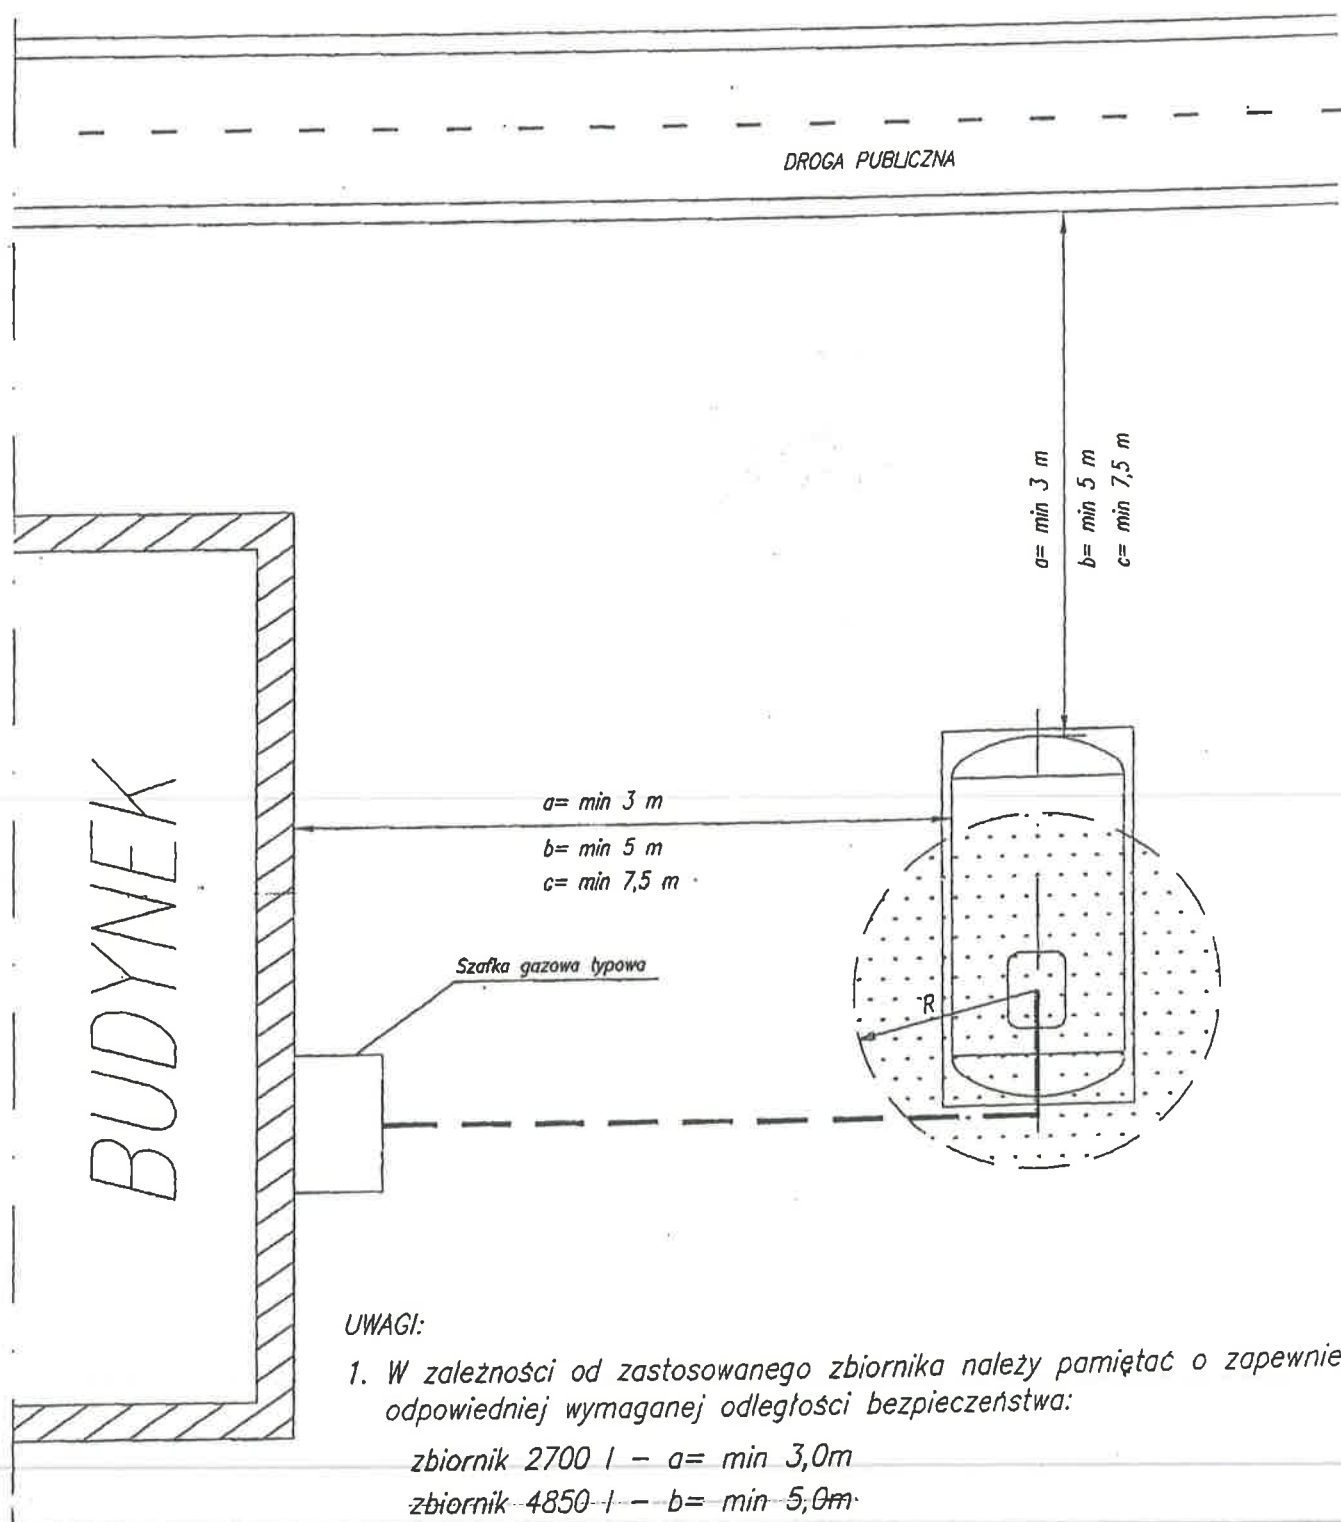 DROGA PUBLICZNA
a= min 3 m
b= min 5 m
c= min 7,5 m
a= min 3 m
b= min 5 m
c= min 7,5 m
Szafka gazowa typowa
R
BUDYNEK
UWAGI:
1. W zależności od zastosowanego zbiornika należy pamiętać o zapewnie
odpowiedniej wymaganej odległości bezpieczeństwa:
zbiornik 2700 l - a= min 3,0m
zbiornik 4850 l - b= min 5,0m